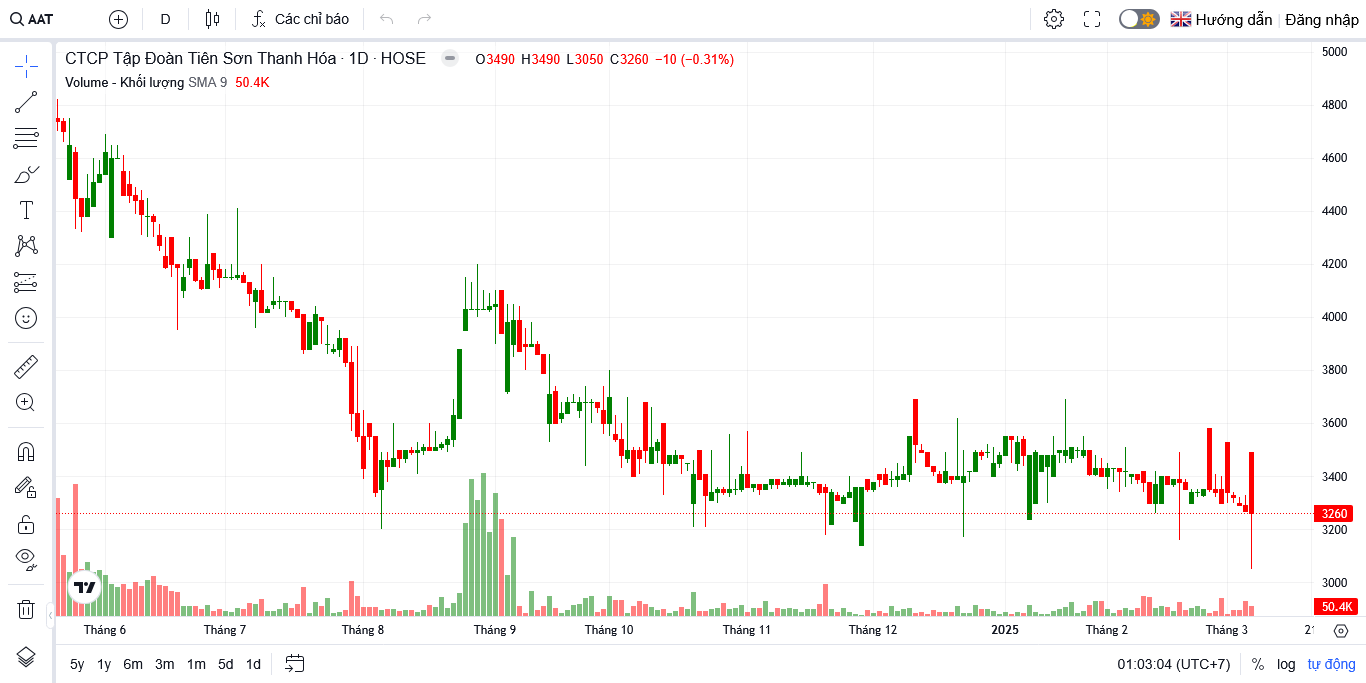 AAT D Các chỉ báo Hướng dẫn Đăng nhập
CTCP Tập Đoàn Tiên Sơn Thanh Hóa · 1D · HOSE O3490 H3490 L3050 C3260 −10 (−0.31%)
Volume - Khối lượng SMA 9 50.4K
5000
4800
4600
4400
4200
4000
3800
3600
3400
3260
3200
3000
50.4K
Tháng 6 Tháng 7 Tháng 8 Tháng 9 Tháng 10 Tháng 11 Tháng 12 2025 Tháng 2 Tháng 3
5y 1y 6m 3m 1m 5d 1d 01:03:04 (UTC+7) % log tự động